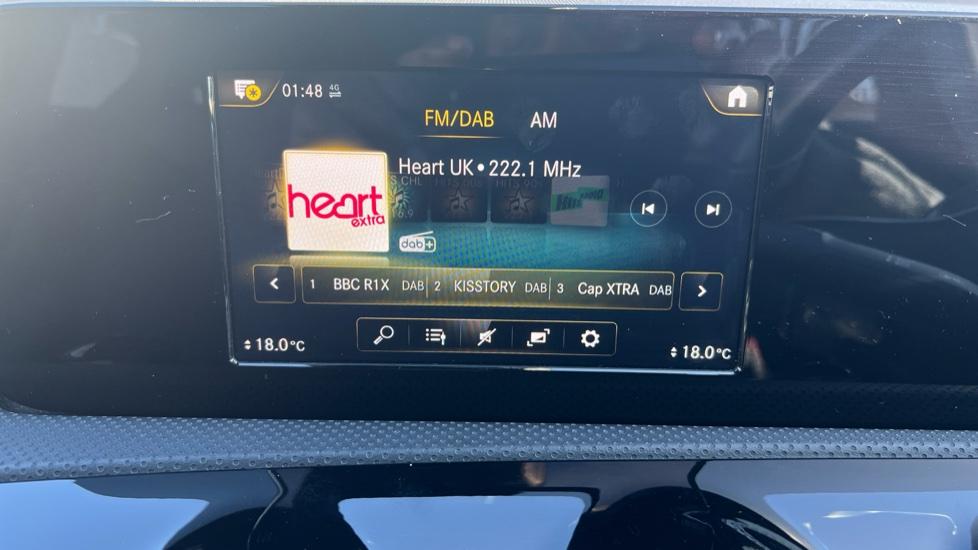 01:48 4G
FM/DAB AM
Heart UK • 222.1 MHz
heart
extra
dab+
1 BBC R1X DAB 2 KISSTORY DAB 3 Cap XTRA DAB
18.0°C 18.0°C